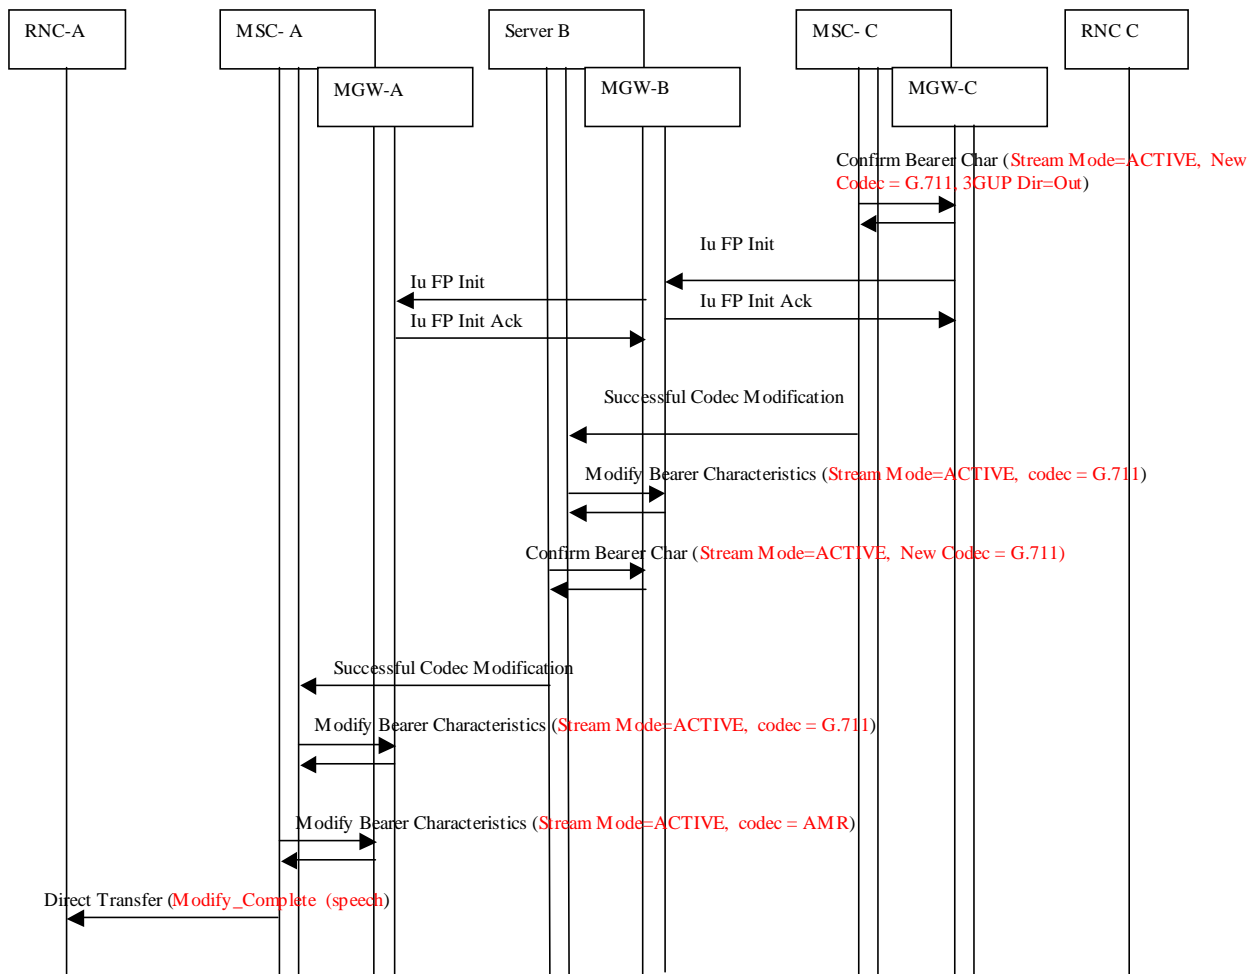 RNC-A
MSC- A
Server B
MSC- C
RNC C
MGW-A
MGW-B
MGW-C
Confirm Bearer Char (Stream Mode=ACTIVE, New
Codec = G.711, 3GUP Dir=Out)
Iu FP Init
Iu FP Init
Iu FP Init Ack
Iu FP Init Ack
Successful Codec Modification
Modify Bearer Characteristics (Stream Mode=ACTIVE, codec = G.711)
Confirm Bearer Char (Stream Mode=ACTIVE, New Codec = G.711)
Successful Codec Modification
Modify Bearer Characteristics (Stream Mode=ACTIVE, codec = G.711)
Modify Bearer Characteristics (Stream Mode=ACTIVE, codec = AMR)
Direct Transfer (Modify_Complete (speech)